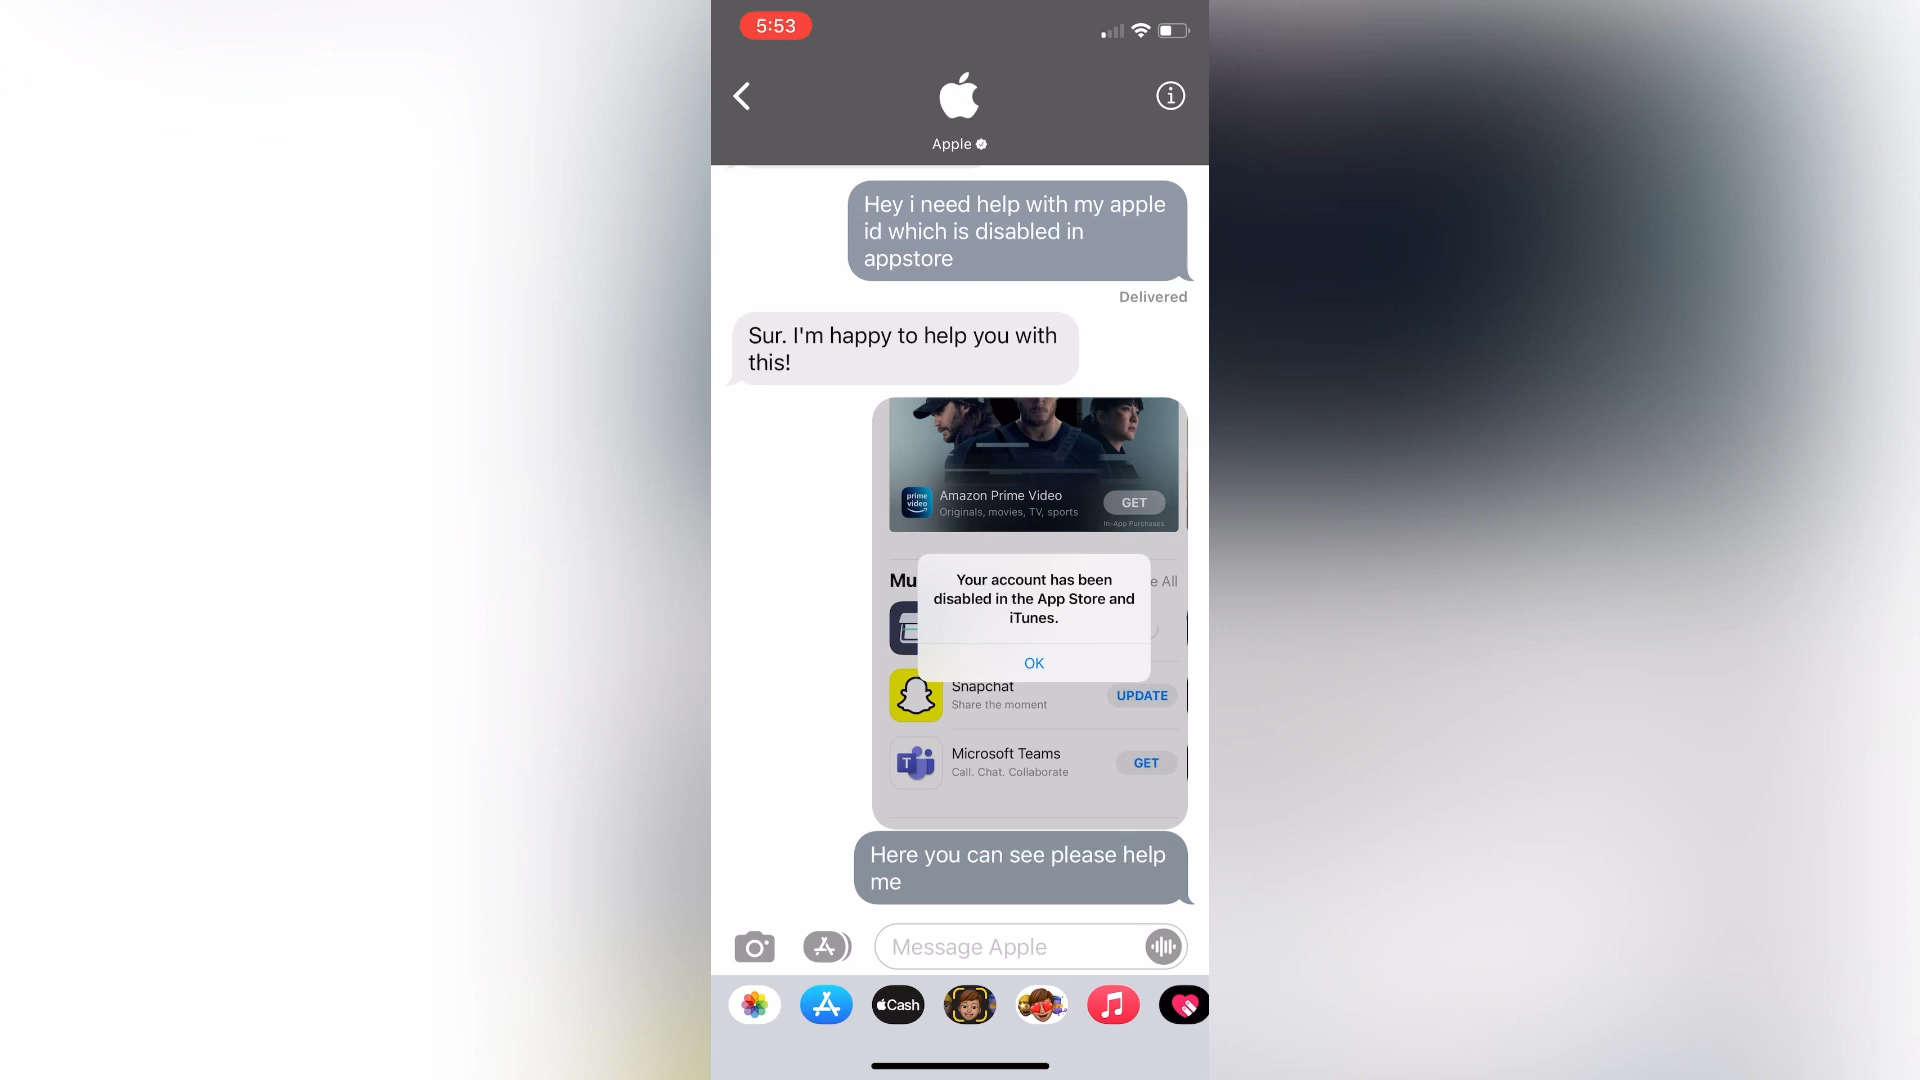 5:53
Apple
Hey i need help with my apple
id which is disabled in
appstore
Delivered
Sur. I'm happy to help you with
this!
prime
video
Amazon Prime Video
Originals, movies, TV, sports
GET
In-App Purchases
Mu
e All
Your account has been
disabled in the App Store and
iTunes.
OK
Snapchat
Share the moment
UPDATE
T
Microsoft Teams
Call. Chat. Collaborate
GET
Here you can see please help
me
Message Apple
Cash